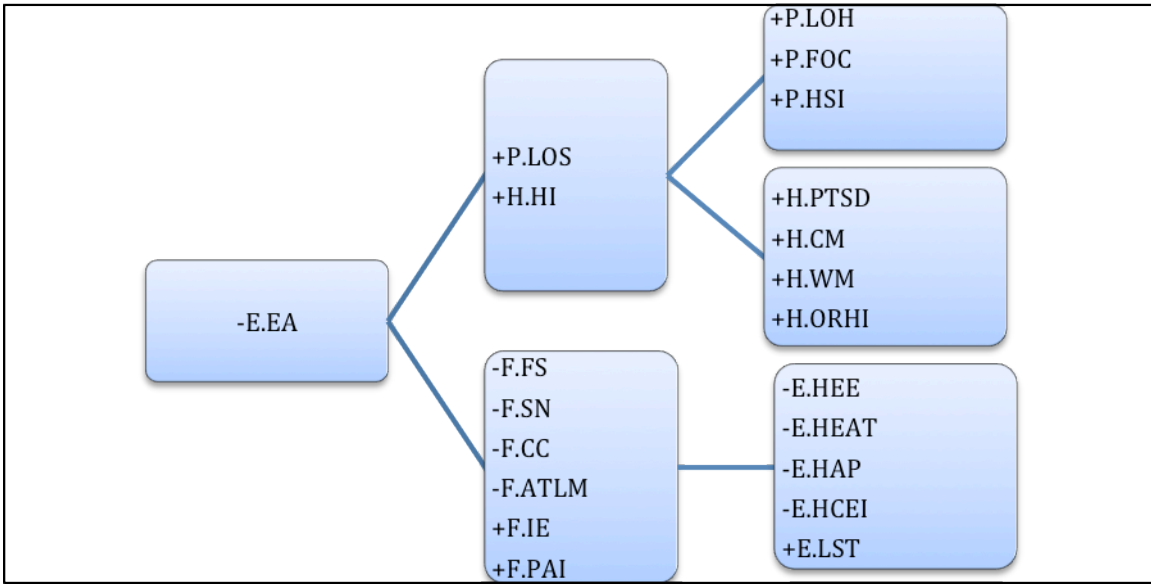 -E.EA
+P.LOS
+H.HI
-F.FS
-F.SN
-F.CC
-F.ATLM
+F.IE
+F.PAI
+P.LOH
+P.FOC
+P.HSI
+H.PTSD
+H.CM
+H.WM
+H.ORHI
-E.HEE
-E.HEAT
-E.HAP
-E.HCEI
+E.LST